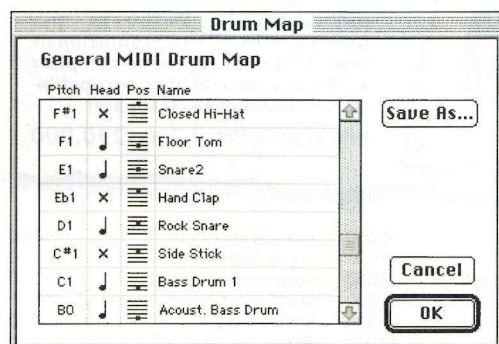 Drum Map
General MIDI Drum Map
Pitch Head Pos Name
F#1 Closed Hi-Hat
F1 Floor Tom
E1 Snare2
Eb1 Hand Clap
D1 Rock Snare
C#1 Side Stick
C1 Bass Drum 1
B0 Acoust. Bass Drum
Save As...
Cancel
OK